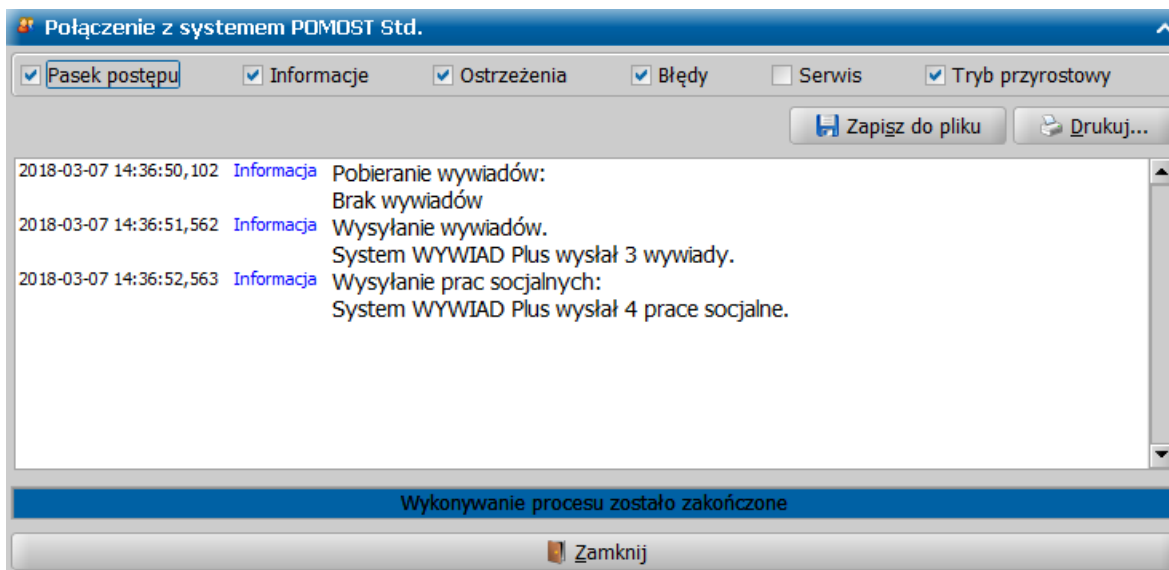 Połączenie z systemem POMOST Std.
Pasek postępu Informacje Ostrzeżenia Błędy Serwis Tryb przyrostowy
Zapisz do pliku Drukuj...
2018-03-07 14:36:50,102 Informacja Pobieranie wywiadów:
Brak wywiadów
2018-03-07 14:36:51,562 Informacja Wysyłanie wywiadów.
System WYWIAD Plus wysłał 3 wywiady.
2018-03-07 14:36:52,563 Informacja Wysyłanie prac socjalnych:
System WYWIAD Plus wysłał 4 prace socjalne.
Wykonywanie procesu zostało zakończone
Zamknij